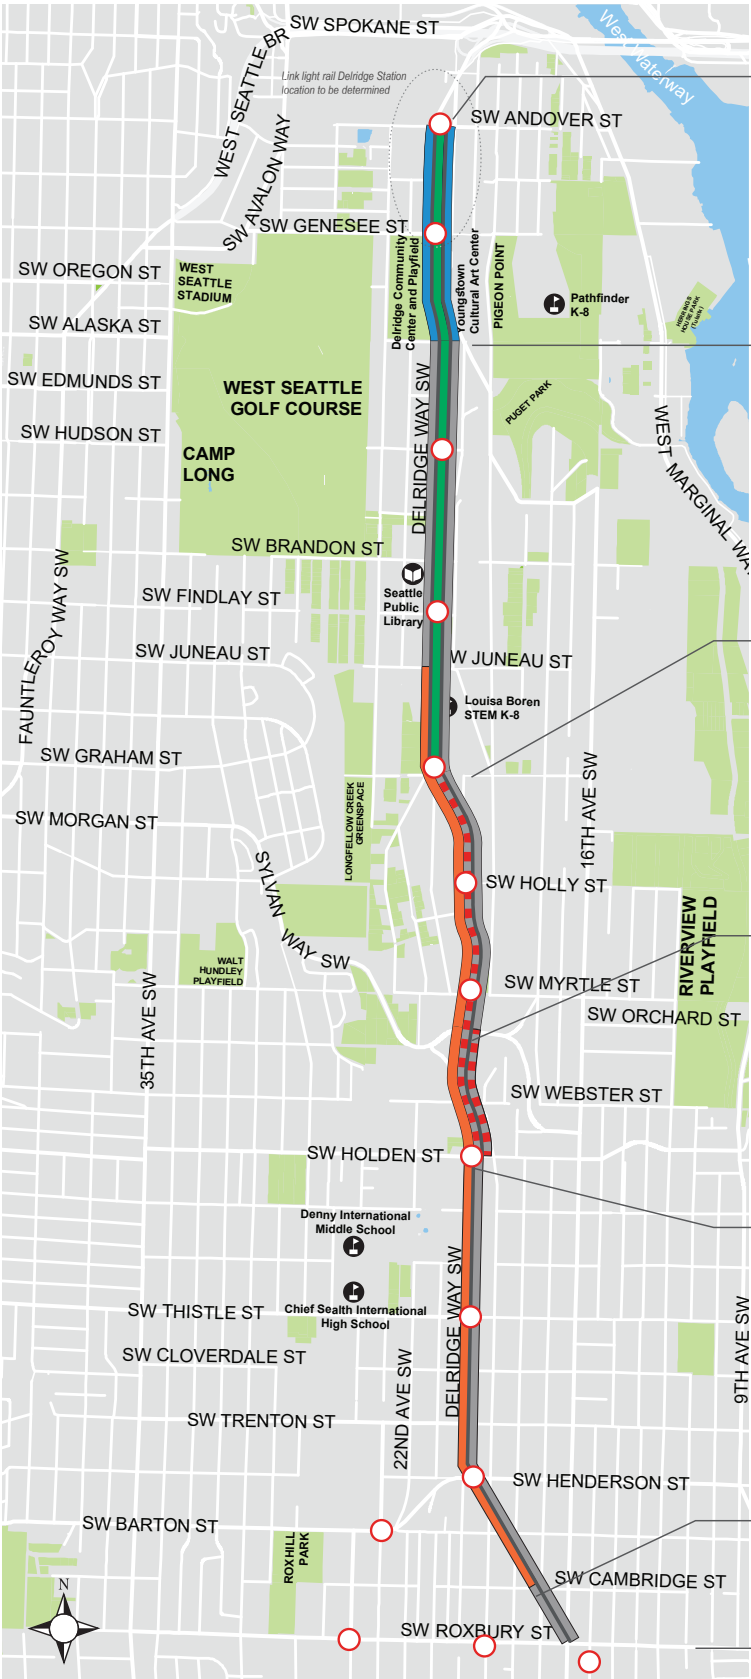 SW SPOKANE ST
WEST SEATTLE BR
West Waterway
Link light rail Delridge Station
location to be determined
SW ANDOVER ST
SW AVALON WAY
SW GENESEE ST
Delridge Community
Center and Playfield
Youngstown
Cultural Art Center
PIGEON POINT
SW OREGON ST
WEST
SEATTLE
STADIUM
Pathfinder
K-8
HERRING'S
HOUSE PARK
(Tualtx)
SW ALASKA ST
SW EDMUNDS ST
WEST SEATTLE
GOLF COURSE
DELRIDGE WAY SW
PUGET PARK
SW HUDSON ST
CAMP
LONG
WEST MARGINAL WAY
SW BRANDON ST
Seattle
Public
Library
SW FINDLAY ST
FAUNTLEROY WAY SW
SW JUNEAU ST
W JUNEAU ST
Louisa Boren
STEM K-8
SW GRAHAM ST
LONGFELLOW CREEK
GREENSPACE
16TH AVE SW
SW MORGAN ST
SYLVAN WAY SW
SW HOLLY ST
RIVERVIEW
PLAYFIELD
WALT
HUNDLEY
PLAYFIELD
35TH AVE SW
SW MYRTLE ST
SW ORCHARD ST
SW WEBSTER ST
SW HOLDEN ST
Denny International
Middle School
DELRIDGE WAY SW
Chief Sealth International
High School
SW THISTLE ST
9TH AVE SW
SW CLOVERDALE ST
22ND AVE SW
SW TRENTON ST
SW HENDERSON ST
SW BARTON ST
ROXHILL
PARK
SW CAMBRIDGE ST
N
SW ROXBURY ST